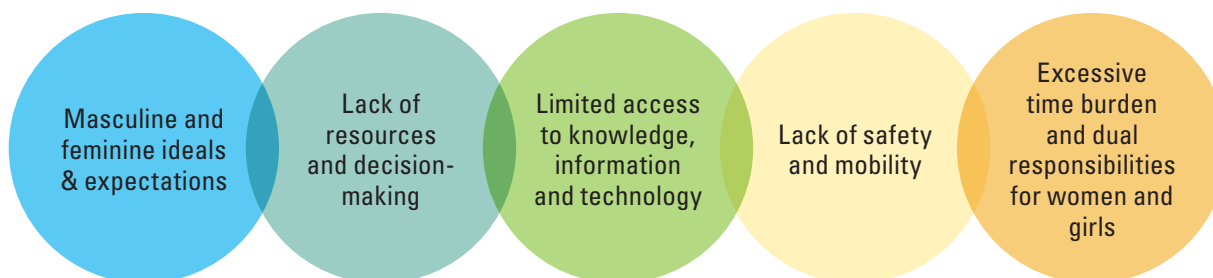 Masculine and
feminine ideals
& expectations
Lack of
resources
and decision-
making
Limited access
to knowledge,
information
and technology
Lack of safety
and mobility
Excessive
time burden
and dual
responsibilities
for women and
girls